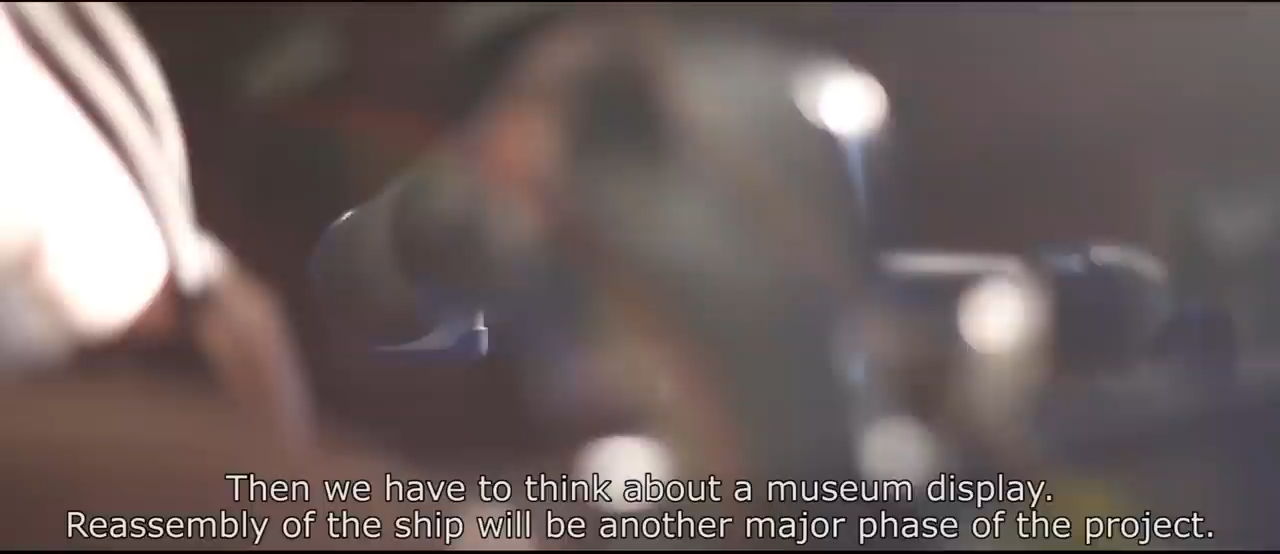 Then we have to think about a museum display.
Reassembly of the ship will be another major phase of the project.